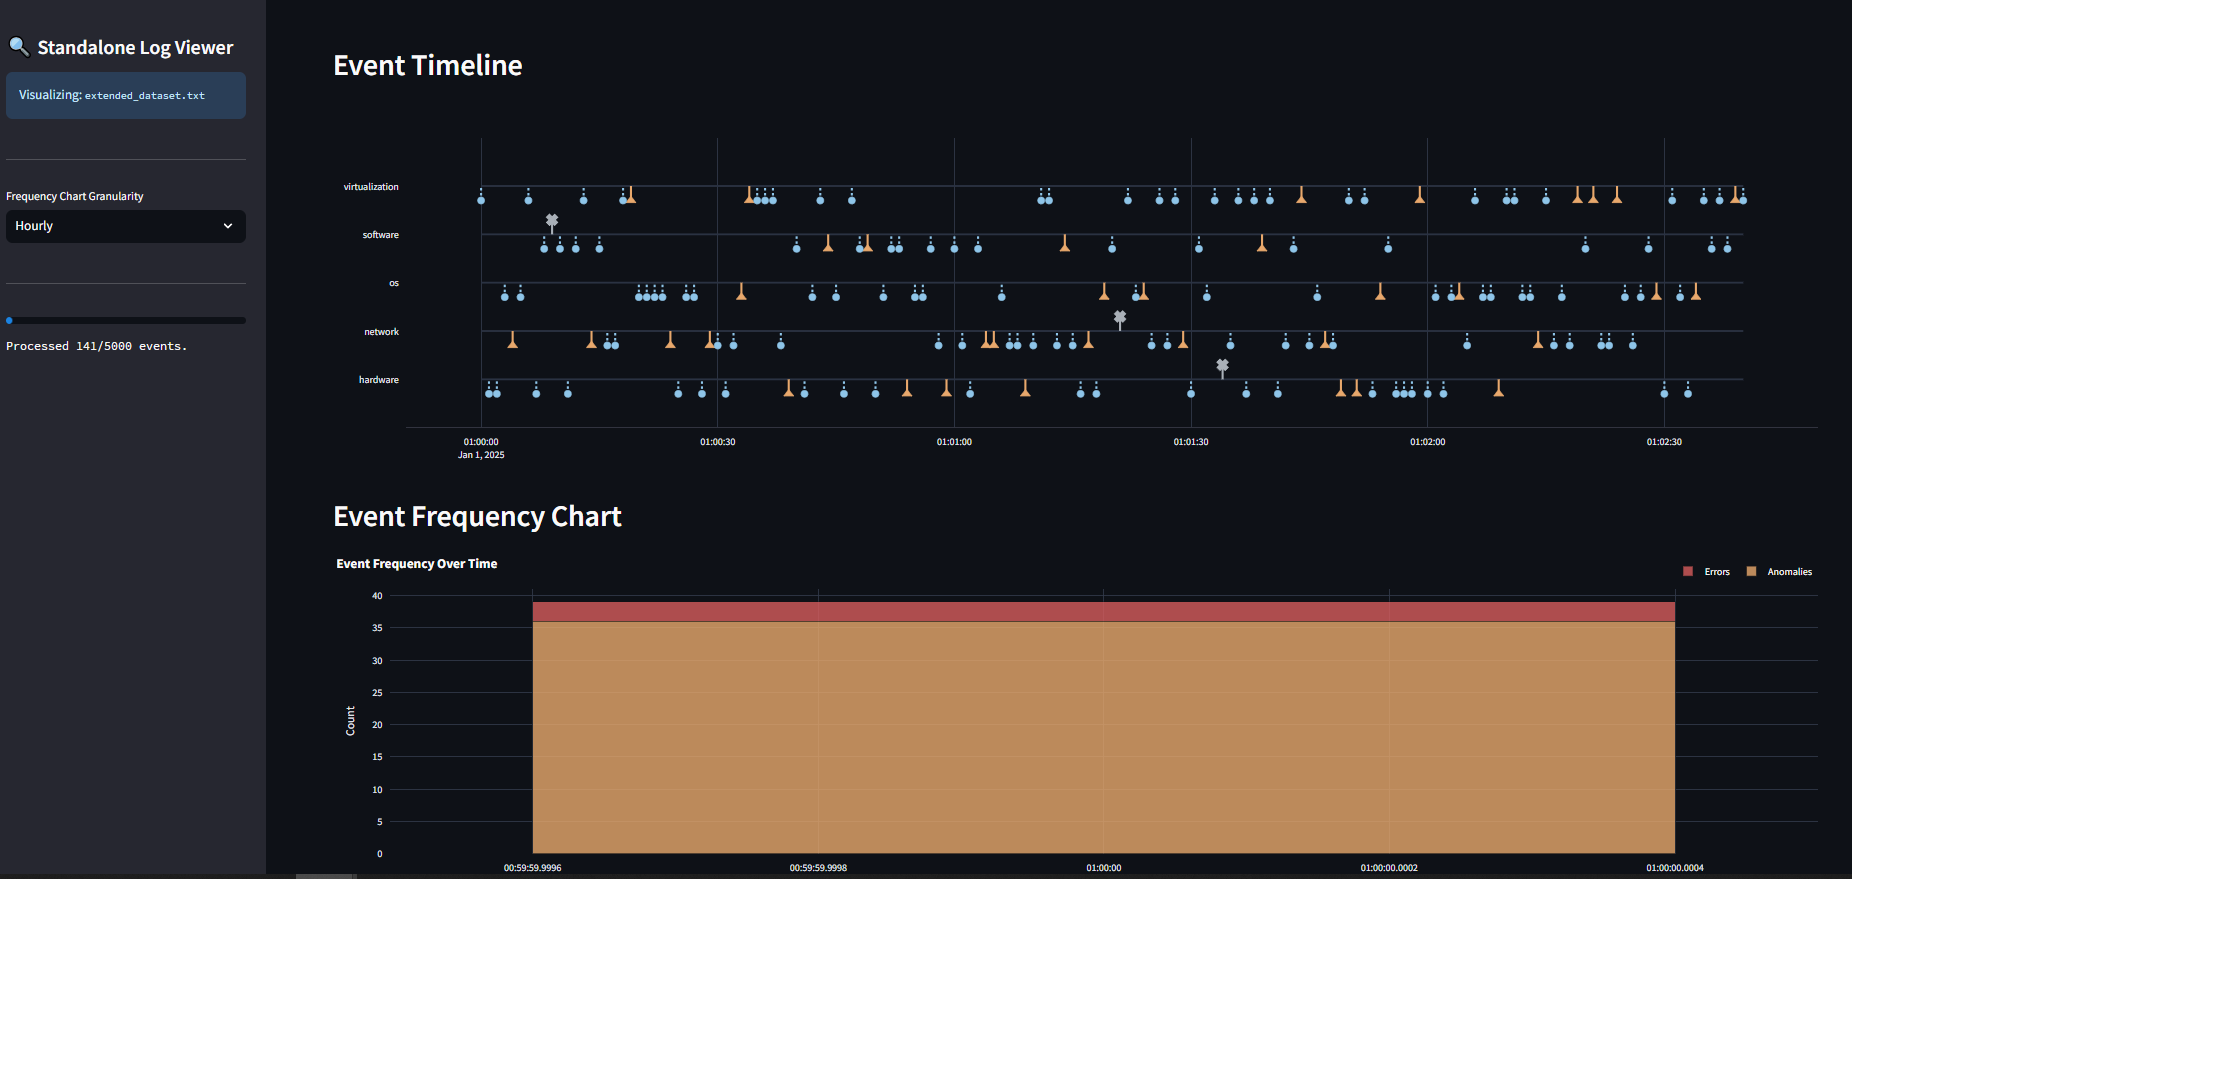 Standalone Log Viewer
Visualizing: extended_dataset.txt
Frequency Chart Granularity
Hourly
Processed 141/5000 events.
Event Timeline
virtualization
software
os
network
hardware
01:00:00 01:00:30 01:01:00 01:01:30 01:02:00 01:02:30
Jan 1, 2025
Event Frequency Chart
Event Frequency Over Time
Errors Anomalies
40
35
30
25
20
15
10
5
0
Count
00:59:59.9996 00:59:59.9998 01:00:00 01:00:00.0002 01:00:00.0004